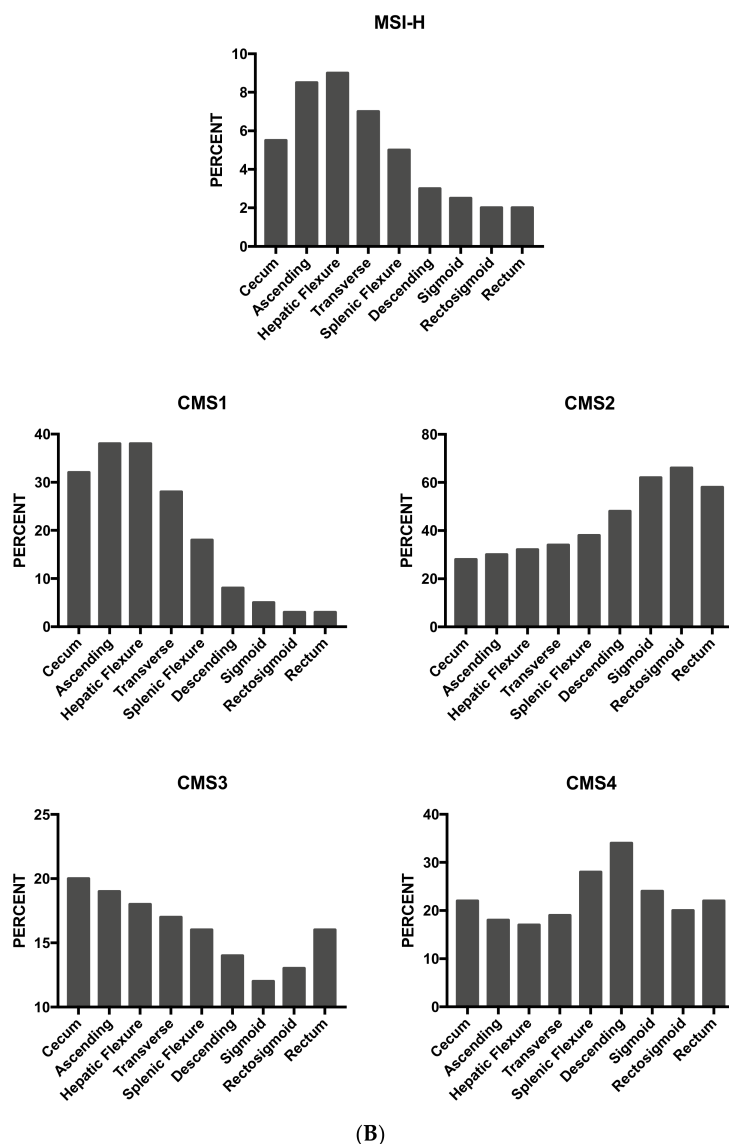 MSI-H
PERCENT
10
8
6
4
2
0
Cecum
Ascending
Hepatic Flexure
Transverse
Splenic Flexure
Descending
Sigmoid
Rectosigmoid
Rectum
CMS1
PERCENT
40
30
20
10
0
Cecum
Ascending
Hepatic Flexure
Transverse
Splenic Flexure
Descending
Sigmoid
Rectosigmoid
Rectum
CMS2
PERCENT
80
60
40
20
0
Cecum
Ascending
Hepatic Flexure
Transverse
Splenic Flexure
Descending
Sigmoid
Rectosigmoid
Rectum
CMS3
PERCENT
25
20
15
10
Cecum
Ascending
Hepatic Flexure
Transverse
Splenic Flexure
Descending
Sigmoid
Rectosigmoid
Rectum
CMS4
PERCENT
40
30
20
10
0
Cecum
Ascending
Hepatic Flexure
Transverse
Splenic Flexure
Descending
Sigmoid
Rectosigmoid
Rectum
(B)